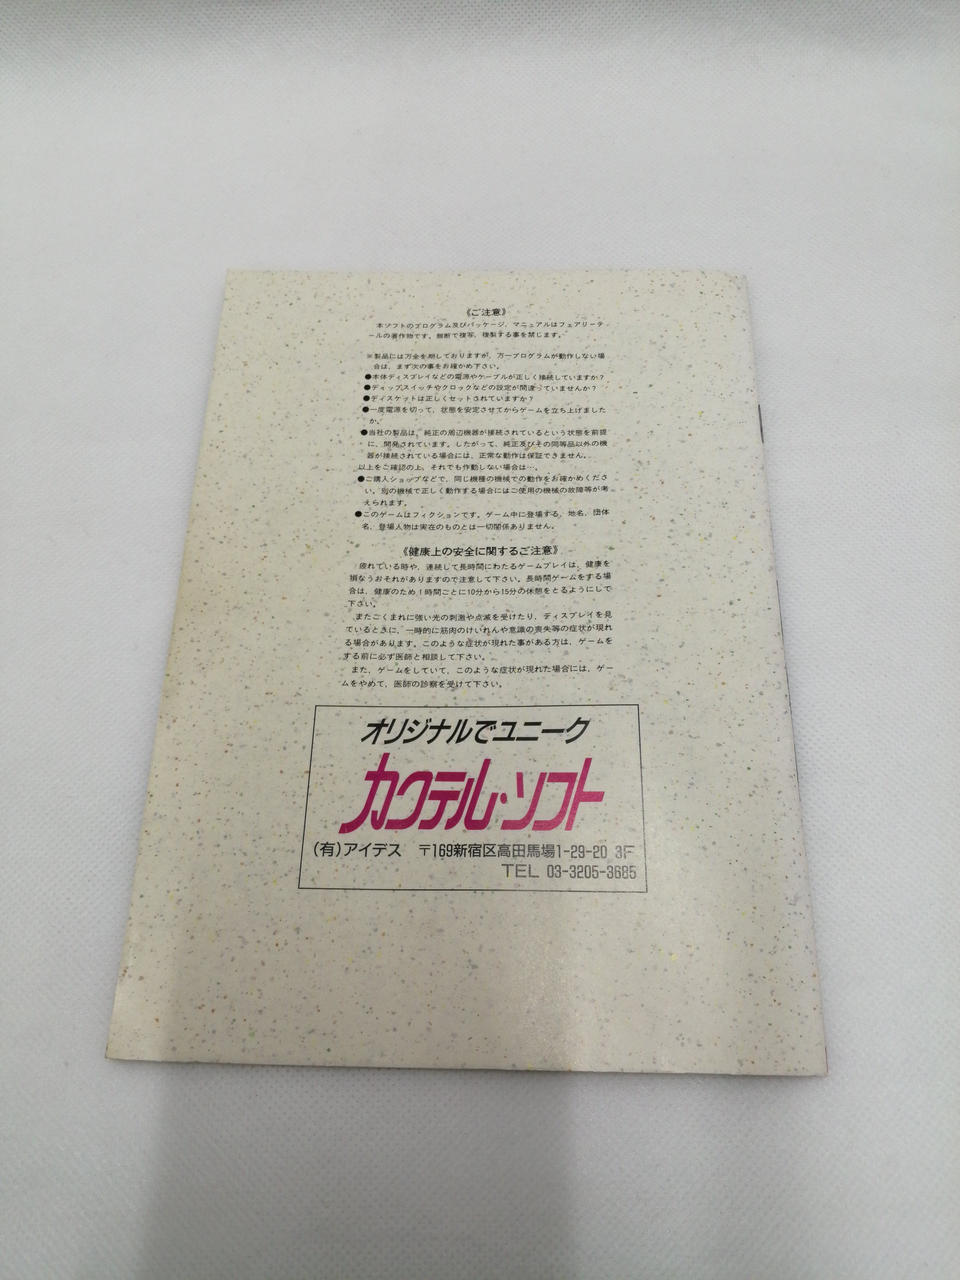 《ご注意》
本ソフトのプログラム及びパッケージ、マニュアルはフェアリーテ
ールの著作物です。無断で複写、複製する事を禁じます。
※製品には万全を期しておりますが、万一プログラムが動作しない場
合は、まず次の事をお確かめ下さい。
●本体ディスプレイなどの電源やケーブルが正しく接続していますか?
●ディップスイッチやクロックなどの設定が間違っていませんか?
●ディスケットは正しくセットされていますか?
●一度電源を切って、状態を安定させてからゲームを立ち上げました
か。
●当社の製品は、純正の周辺機器が接続されているという状態を前提
に、開発されています。したがって、純正及びその同等品以外の機
器が接続されている場合には、正常な動作は保証できません。
以上をご確認の上、それでも作動しない場合は…。
●ご購入ショップなどで、同じ機種の機械での動作をお確かめくださ
い。別の機械で正しく動作する場合にはご使用の機械の故障等が考
えられます。
●このゲームはフィクションです。ゲーム中に登場する、地名、団体
名、登場人物は実在のものとは一切関係ありません。
《健康上の安全に関するご注意》
疲れている時や、連続して長時間にわたるゲームプレイは、健康を
損なうおそれがありますので注意して下さい。長時間ゲームをする場
合は、健康のため1時間ごとに10分から15分の休憩をとるようにして
下さい。
またごくまれに強い光の刺激や点滅を受けたり、ディスプレイを見
ているときに、一時的に筋肉のけいれんや意識の喪失等の症状が現れ
る場合があります。このような症状が現れた事がある方は、ゲームを
する前に必ず医師と相談して下さい。
また、ゲームをしていて、このような症状が現れた場合には、ゲー
ムをやめて、医師の診察を受けて下さい。
オリジナルでユニーク
カクテル・ソフト
(有)アイデス 〒169新宿区高田馬場1-29-20 3F
TEL 03-3205-3685